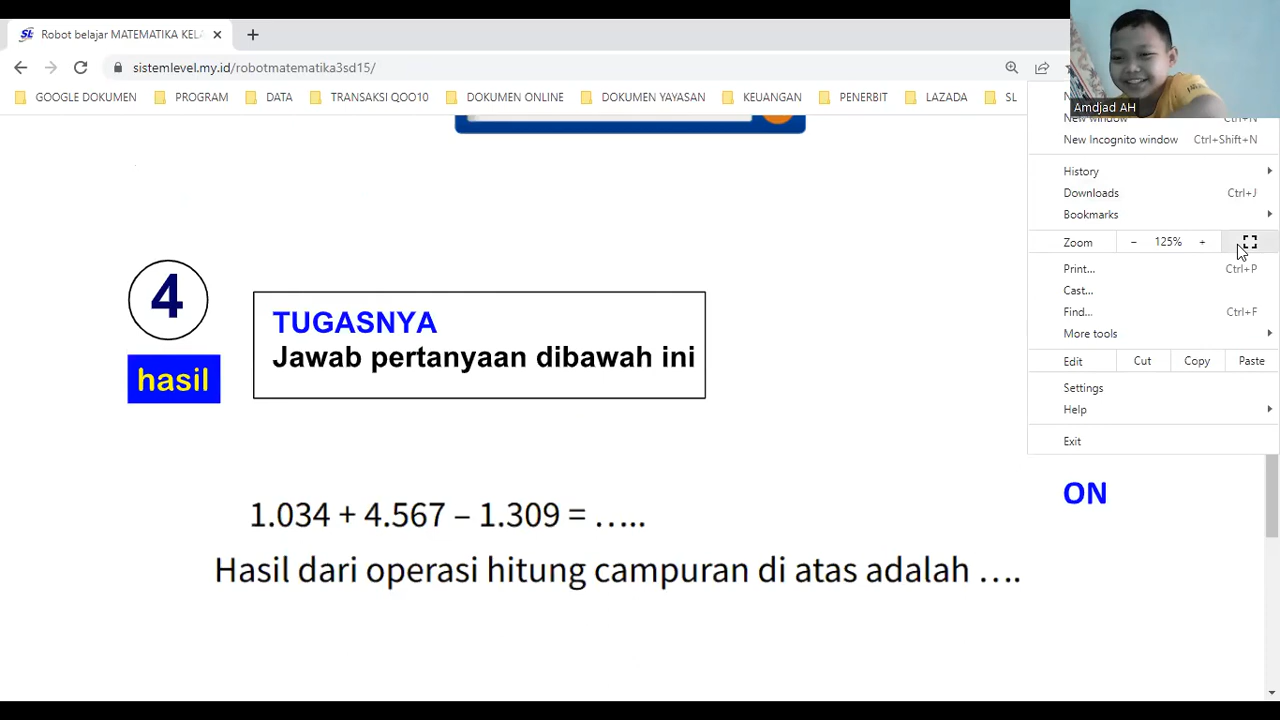 Robot belajar MATEMATIKA KELA
sistemlevel.my.id/robotmatematika3sd15/
GOOGLE DOKUMEN PROGRAM DATA TRANSAKSI QOO10 DOKUMEN ONLINE DOKUMEN YAYASAN KEUANGAN PENERBIT LAZADA SL
Amdjad AH
New window Ctrl+N
New Incognito window Ctrl+Shift+N
History
Downloads Ctrl+J
Bookmarks
Zoom − 125% +
Print... Ctrl+P
Cast...
Find... Ctrl+F
More tools
Edit Cut Copy Paste
Settings
Help
Exit
4
hasil
TUGASNYA
Jawab pertanyaan dibawah ini
ON
1.034 + 4.567 – 1.309 = …..
Hasil dari operasi hitung campuran di atas adalah ….